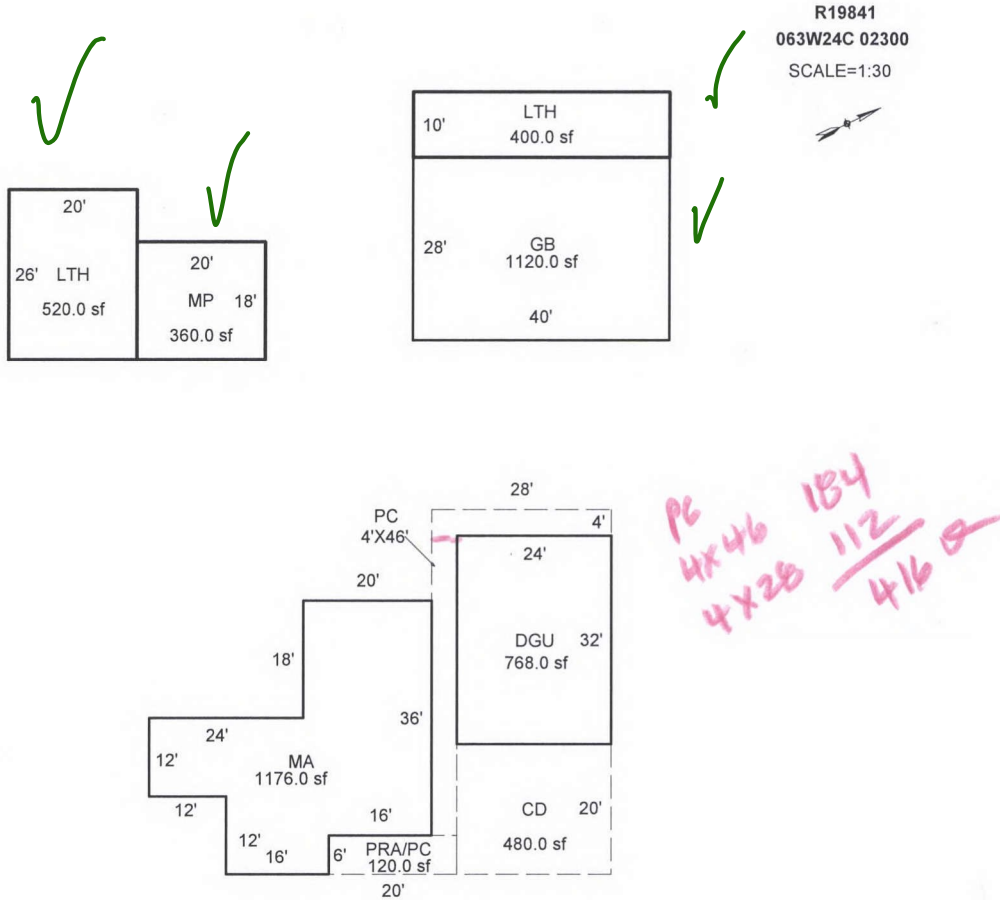 R19841
063W24C 02300
SCALE=1:30
LTH
10'
400.0 sf
20'
26' LTH
520.0 sf
20'
MP 18'
360.0 sf
28'
GB
1120.0 sf
40'
28'
PC
4'X46'
4'
24'
20'
18'
DGU 32'
768.0 sf
36'
24'
12'
MA
1176.0 sf
12'
12'
16'
16'
6'
PRA/PC
120.0 sf
20'
CD 20'
480.0 sf
PC
4x46
4x28
184
112
416